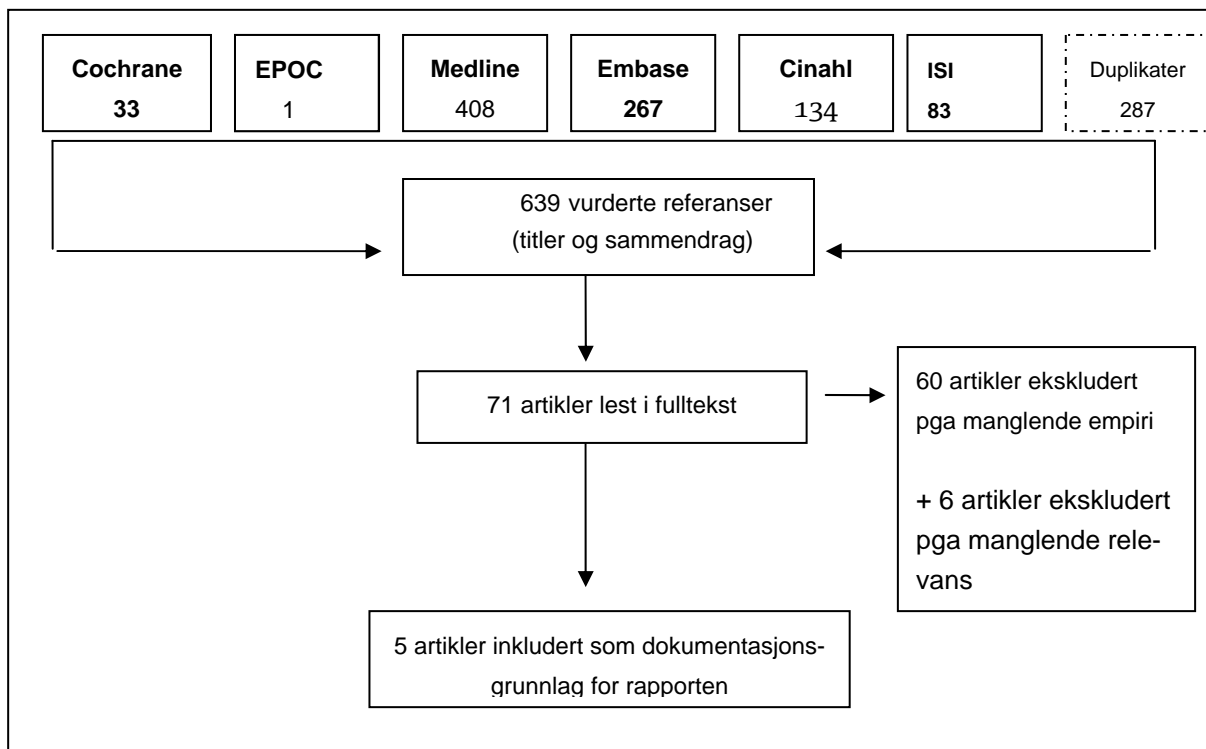 Cochrane
33
EPOC
1
Medline
408
Embase
267
Cinahl
134
ISI
83
Duplikater
287
639 vurderte referanser
(titler og sammendrag)
71 artikler lest i fulltekst
60 artikler ekskludert
pga manglende empiri
+ 6 artikler ekskludert
pga manglende rele-
vans
5 artikler inkludert som dokumentasjons-
grunnlag for rapporten